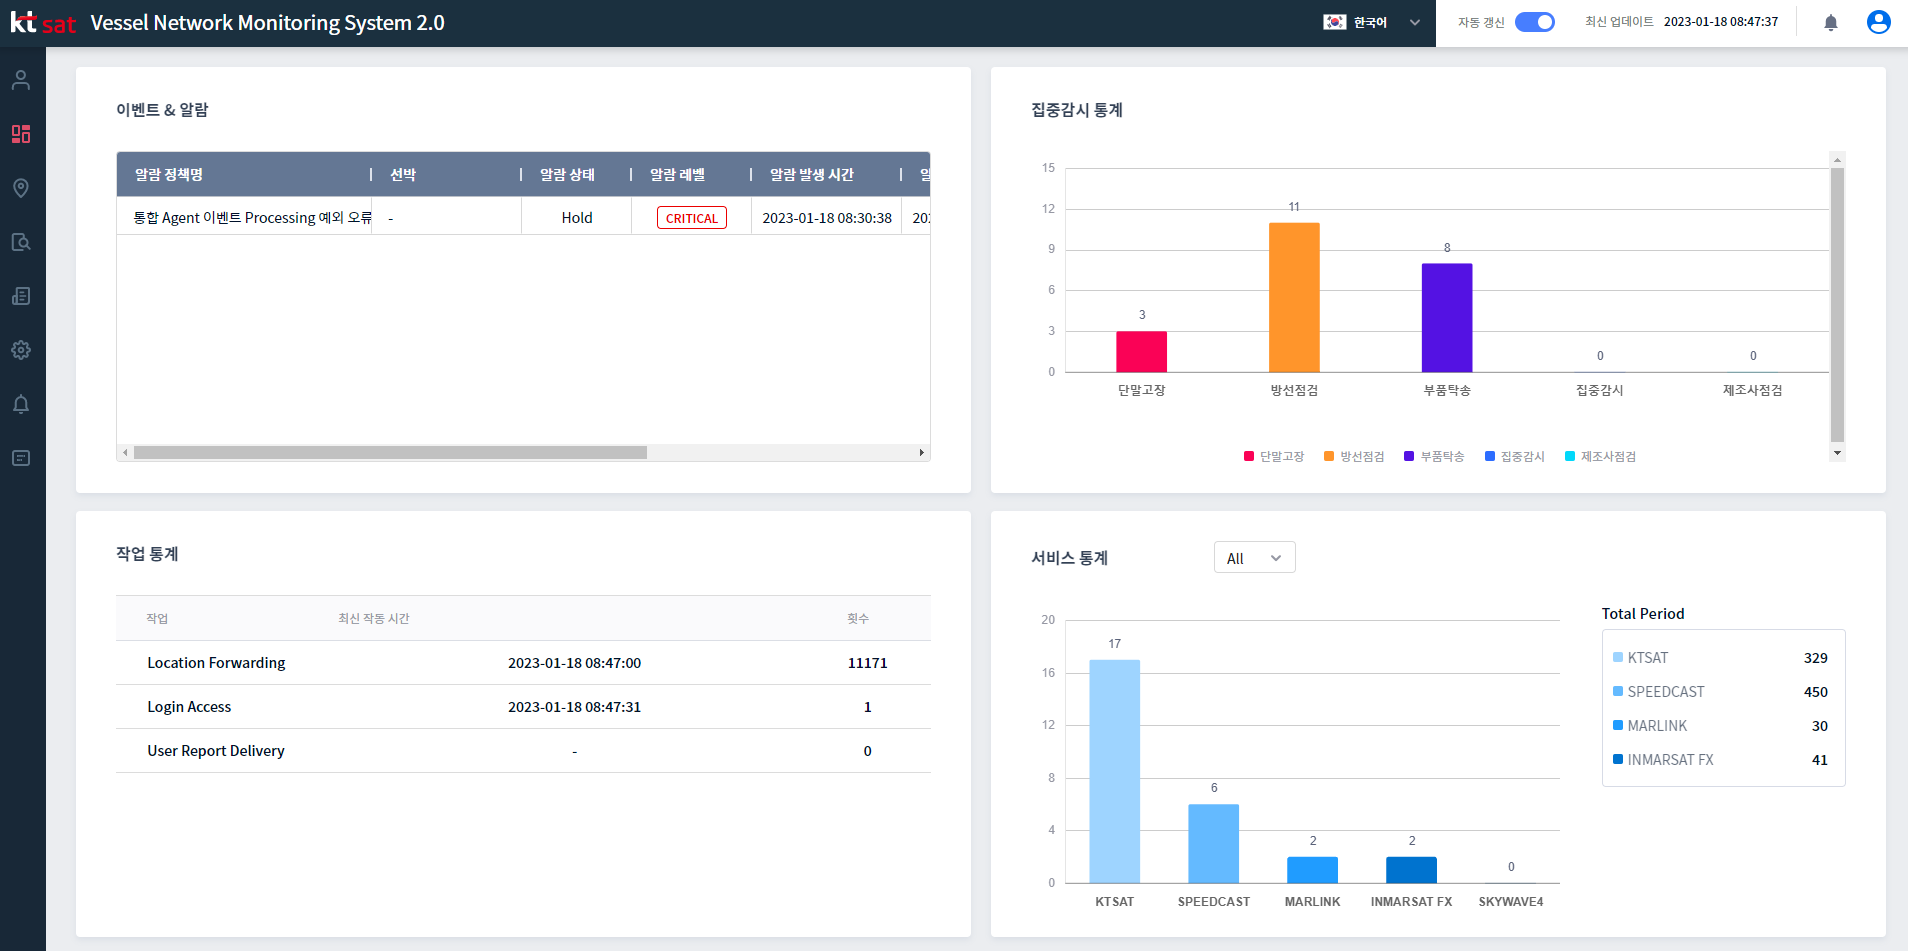 kt sat Vessel Network Monitoring System 2.0
한국어
자동 갱신
최신 업데이트 2023-01-18 08:47:37
이벤트 & 알람
알람 정책명 선박 알람 상태 알람 레벨 알람 발생 시간
통합 Agent 이벤트 Processing 예외 오류 - Hold CRITICAL 2023-01-18 08:30:38
집중감시 통계
15
12
9
6
3
0
3
11
8
0
0
단말고장 방선점검 부품탁송 집중감시 제조사점검
단말고장 방선점검 부품탁송 집중감시 제조사점검
작업 통계
작업 최신 작동 시간 횟수
Location Forwarding 2023-01-18 08:47:00 11171
Login Access 2023-01-18 08:47:31 1
User Report Delivery - 0
서비스 통계
All
20
16
12
8
4
0
17
6
2
2
0
KTSAT SPEEDCAST MARLINK INMARSAT FX SKYWAVE4
Total Period
KTSAT 329
SPEEDCAST 450
MARLINK 30
INMARSAT FX 41